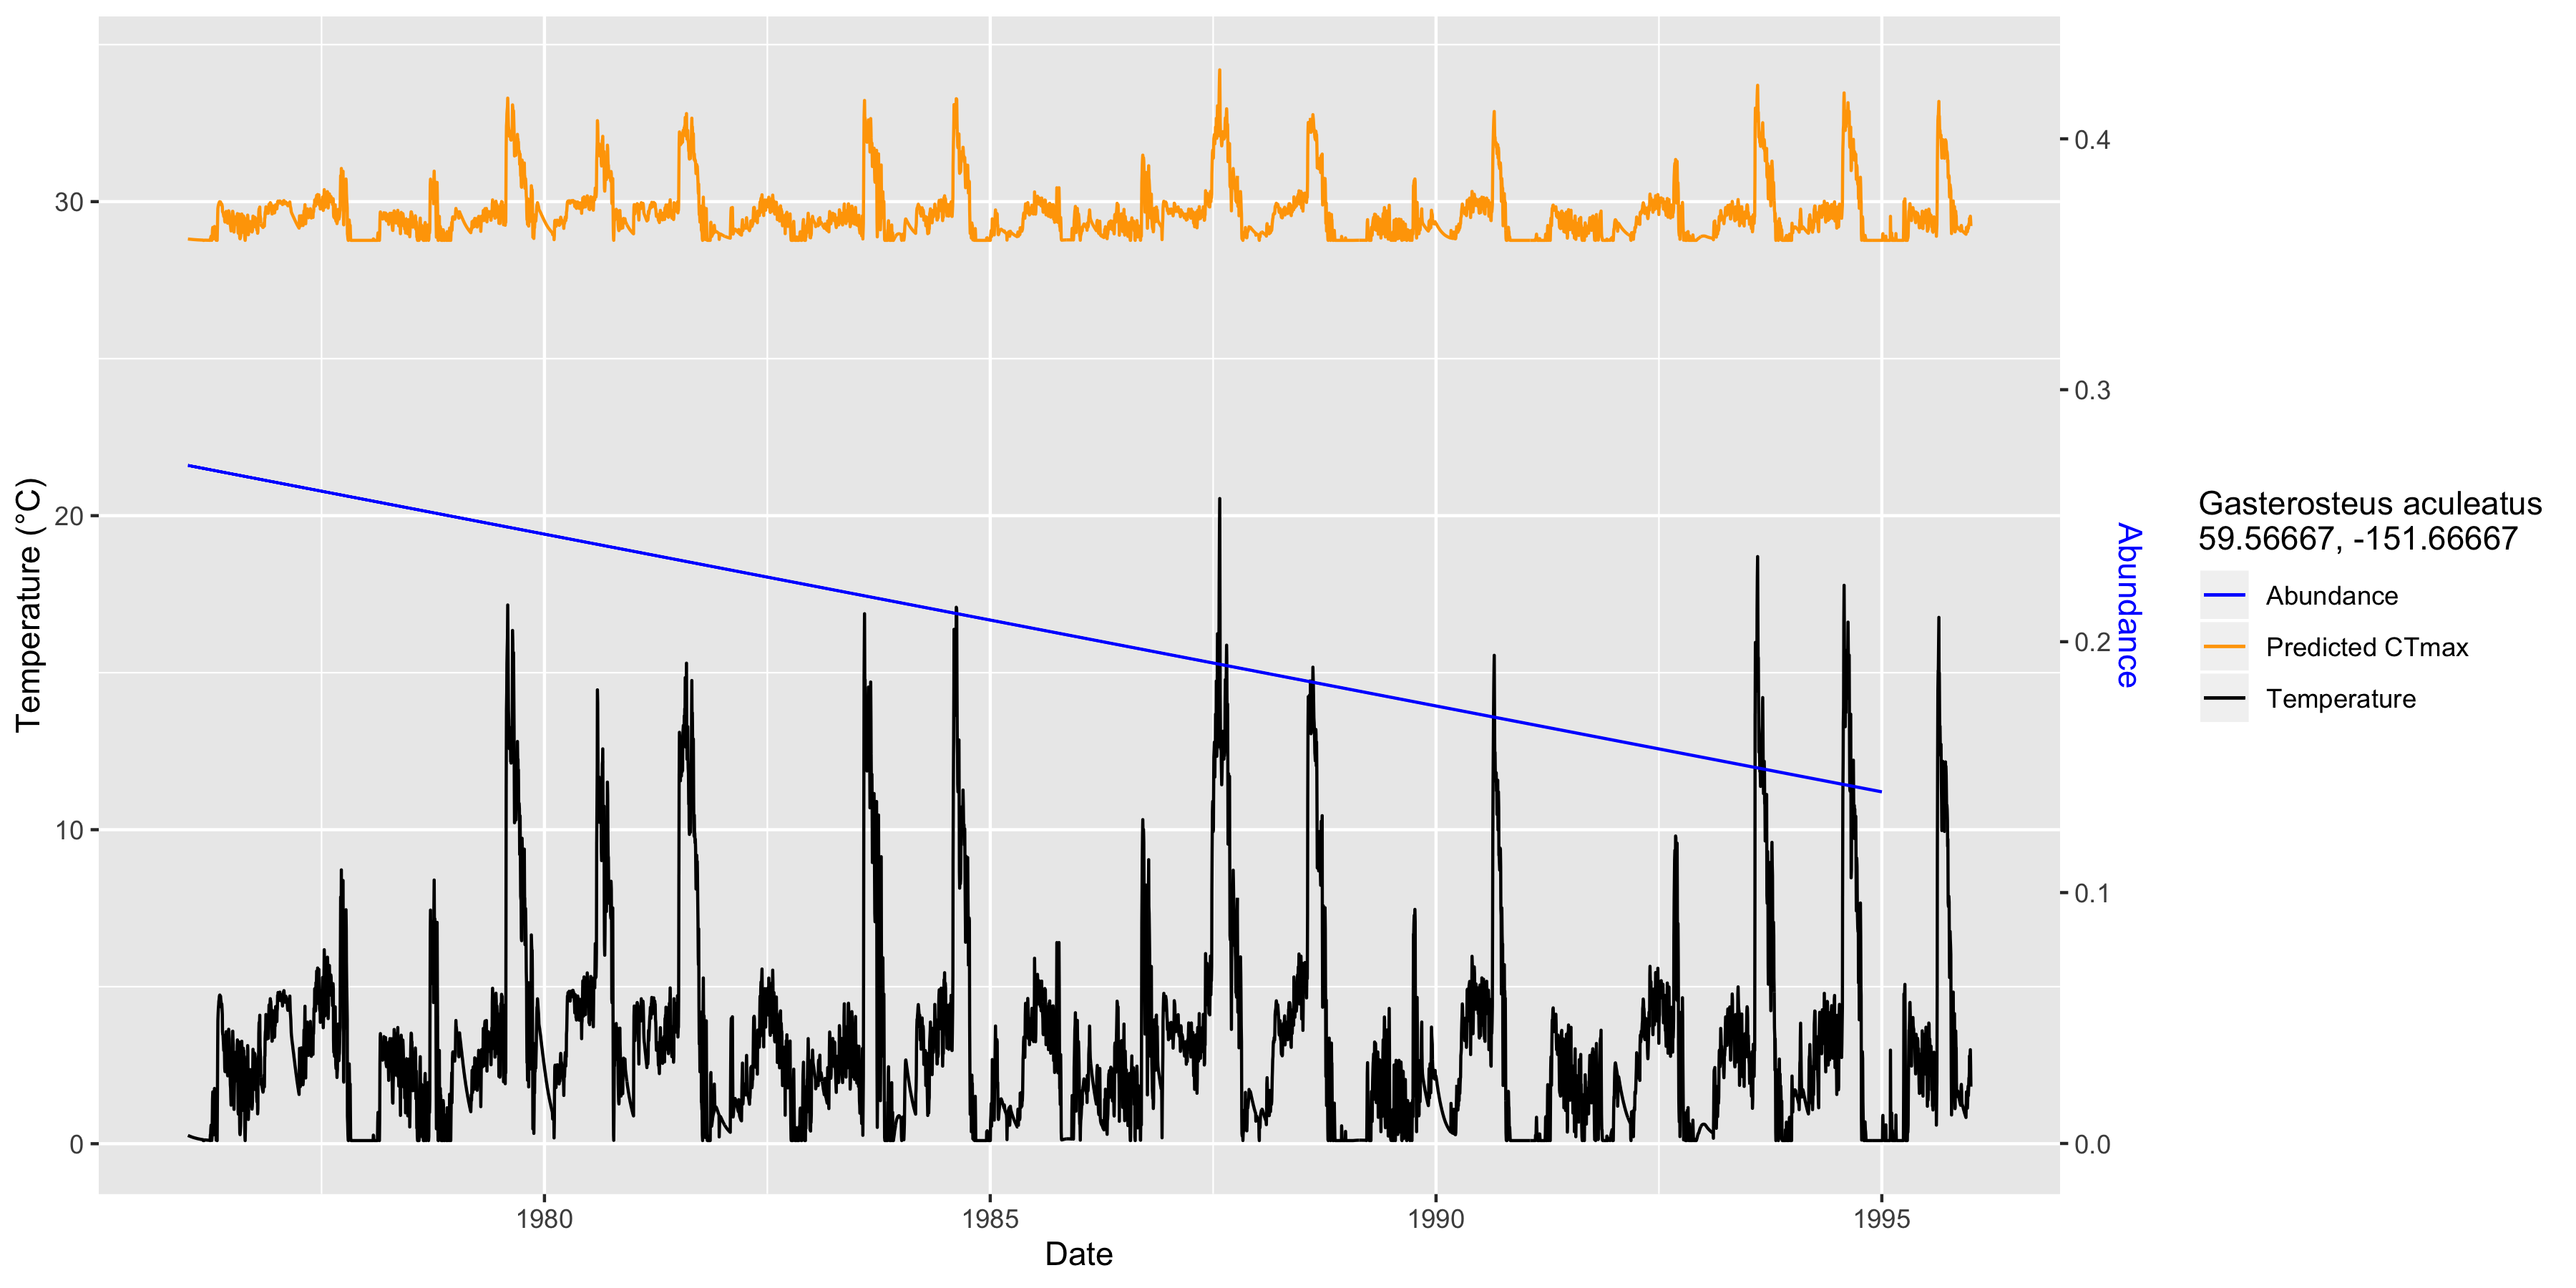 Temperature (°C)
30
20
10
0
1980
1985
1990
1995
Date
0.4
0.3
0.2
0.1
0.0
Abundance
Gasterosteus aculeatus
59.56667, -151.66667
Abundance
Predicted CTmax
Temperature